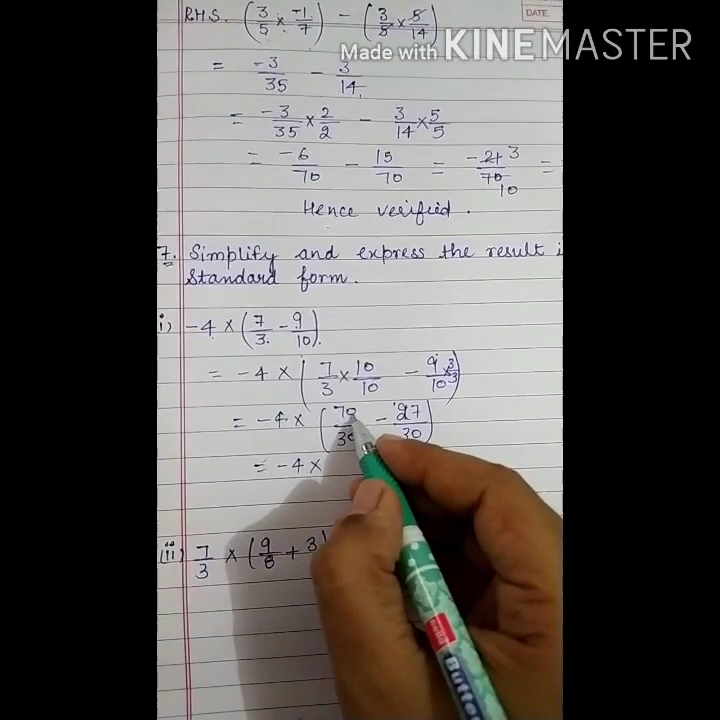 DATE.
R.H.S. (3/5 × -1/7) - (3/5 × 5/14)
Made with KINEMASTER
= -3/35 - 3/14
= -3/35 × 2/2 - 3/14 × 5/5
= -6/70 - 15/70 = -21 3/70 10 =
Hence verified.
7. Simplify and express the result
Standard form.
i) -4 × (7/3 - 9/10)
= -4 × (7/3 × 10/10 - 9/10 × 3/3)
= -4 × (70/30 - 27/30)
= -4 ×
(ii) 7/3 × (9/8 + 3
hello
Butter